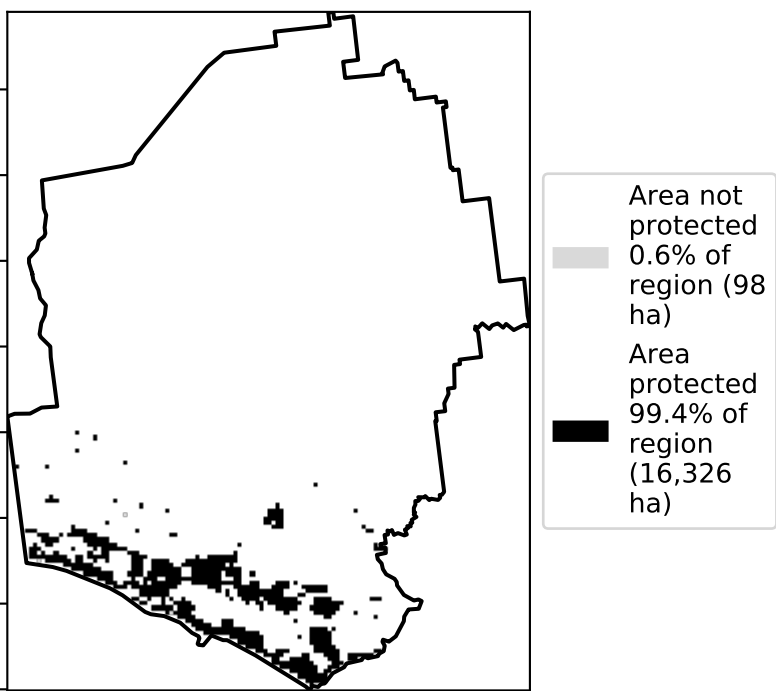 Area not
protected
0.6% of
region (98
ha)
Area
protected
99.4% of
region
(16,326
ha)